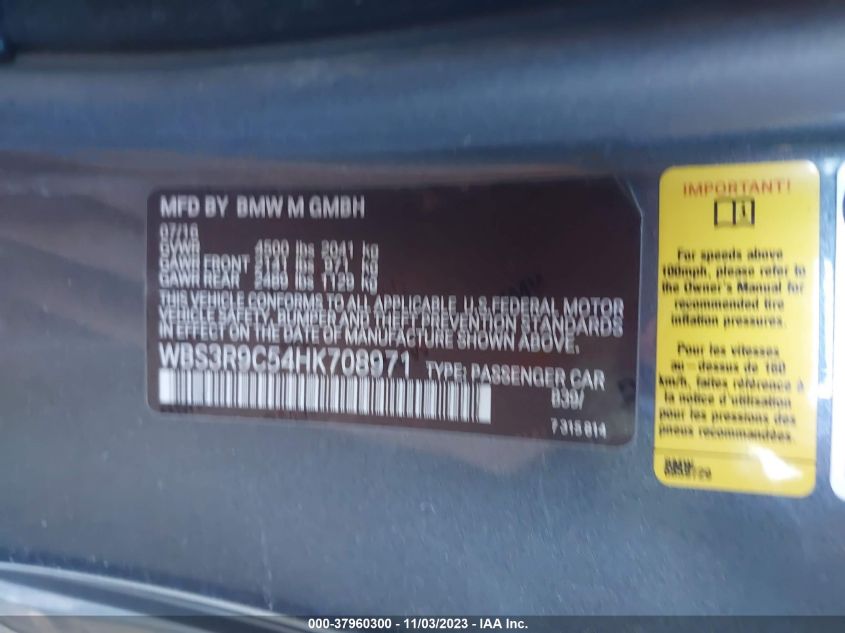 MFD BY BMW M GMBH
07/16
GVWR 4500 lbs 2041 kg
GAWR FRONT 2141 lbs 971 kg
GAWR REAR 2489 lbs 1129 kg
THIS VEHICLE CONFORMS TO ALL APPLICABLE U.S. FEDERAL MOTOR
VEHICLE SAFETY, BUMPER AND THEFT PREVENTION STANDARDS
IN EFFECT ON THE DATE OF MANUFACTURE SHOWN ABOVE.
WBS3R9C54HK708971 TYPE: PASSENGER CAR
B39/
7315814
IMPORTANT!
For speeds above
100mph, please refer to
the Owner's Manual for
recommended tire
inflation pressures.
Pour les vitesses
au-dessus de 160
km/h, faites référence à
la notice d'utilisation
pour les pressions des
pneu recommandées.
BMW
000-37960300 - 11/03/2023 - IAA Inc.